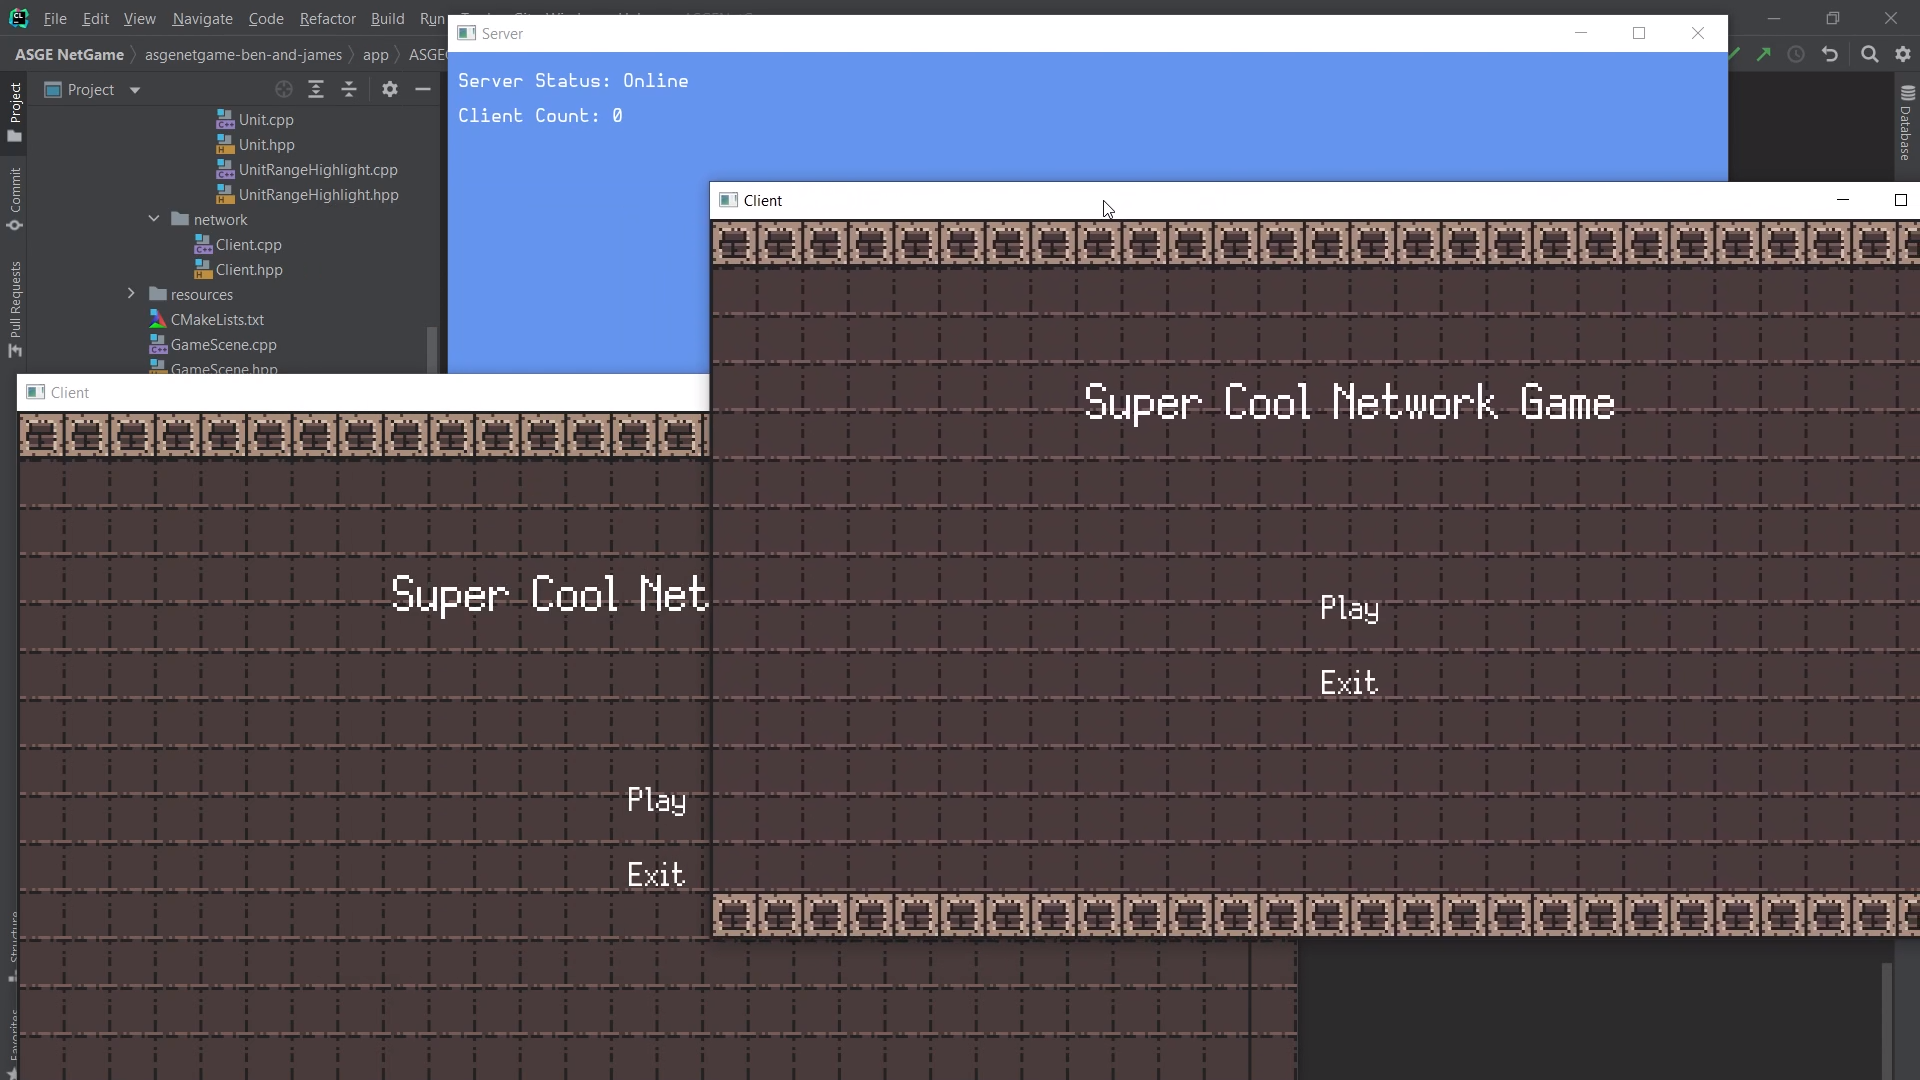 CL File Edit View Navigate Code Refactor Build Run
Server
ASGE NetGame asgenetgame-ben-and-james app
Server Status: Online
Client Count: 0
Project
Project
Commit
Pull Requests
Structure
Favorites
Database
Unit.cpp
Unit.hpp
UnitRangeHighlight.cpp
UnitRangeHighlight.hpp
network
Client.cpp
Client.hpp
resources
CMakeLists.txt
GameScene.cpp
GameScene.hpp
Client
Super Cool Network Game
Play
Exit
Client
Super Cool Net
Play
Exit